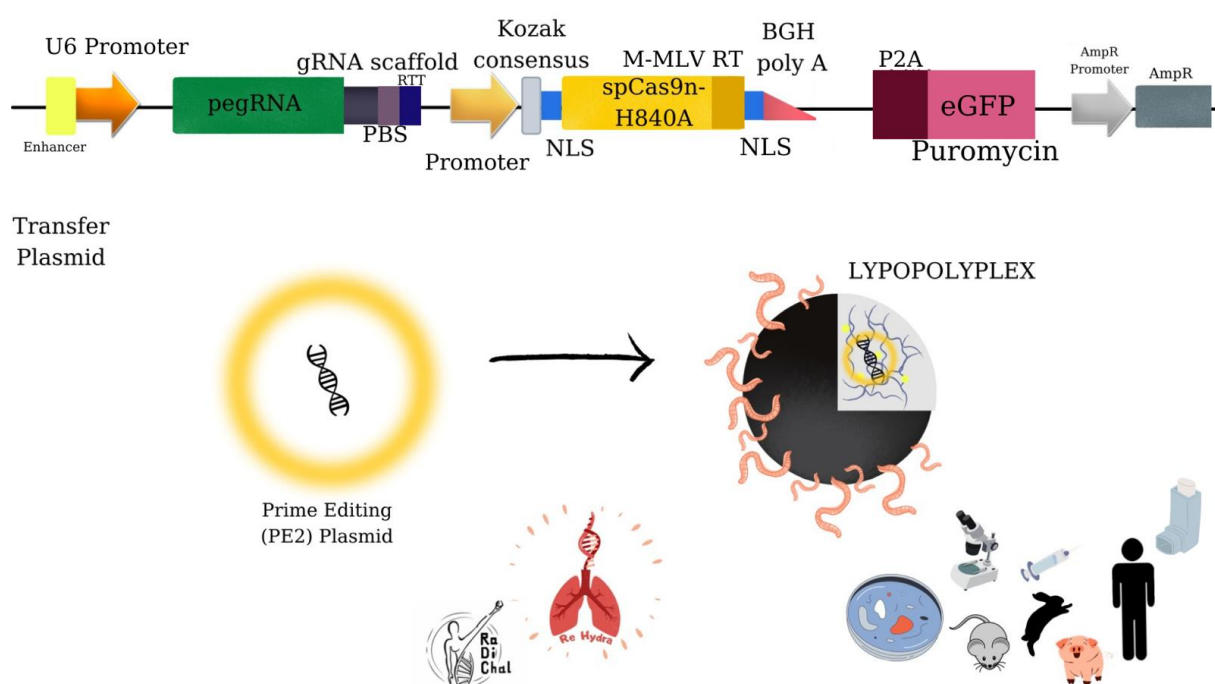 U6 Promoter
Enhancer
pegRNA
gRNA scaffold
RTT
PBS
Promoter
Kozak
consensus
NLS
M-MLV RT
spCas9n-
H840A
NLS
BGH
poly A
P2A
eGFP
Puromycin
AmpR
Promoter
AmpR
Transfer
Plasmid
LYPOPOLYPLEX
Prime Editing
(PE2) Plasmid
Ra
Di
Chal
Re Hydra